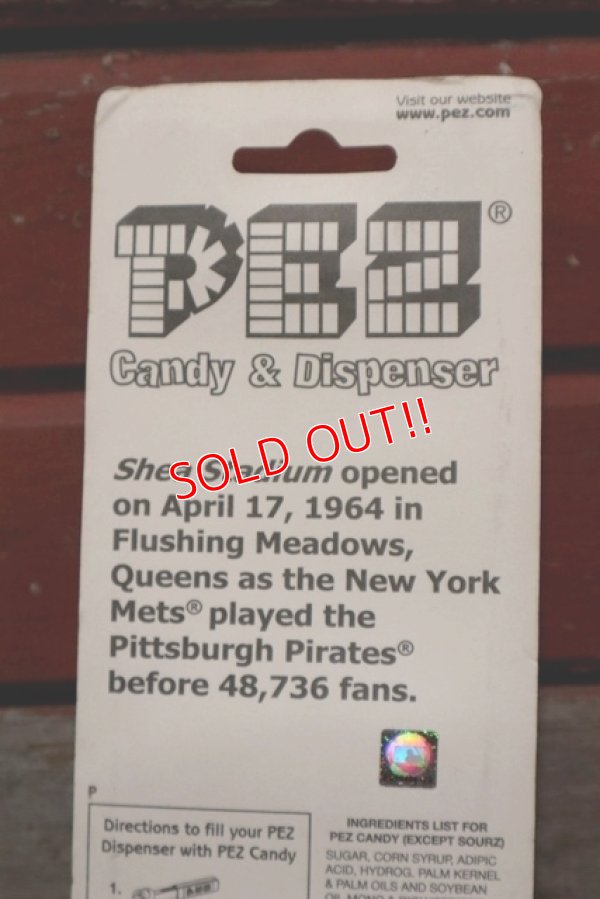 Visit our website
www.pez.com
PEZ®
Candy & Dispenser
SOLD OUT!!
Shea Stadium opened
on April 17, 1964 in
Flushing Meadows,
Queens as the New York
Mets® played the
Pittsburgh Pirates®
before 48,736 fans.
P
Directions to fill your PEZ
Dispenser with PEZ Candy
1.
INGREDIENTS LIST FOR
PEZ CANDY (EXCEPT SOURZ)
SUGAR, CORN SYRUP, ADIPIC
ACID, HYDROG. PALM KERNEL
& PALM OILS AND SOYBEAN